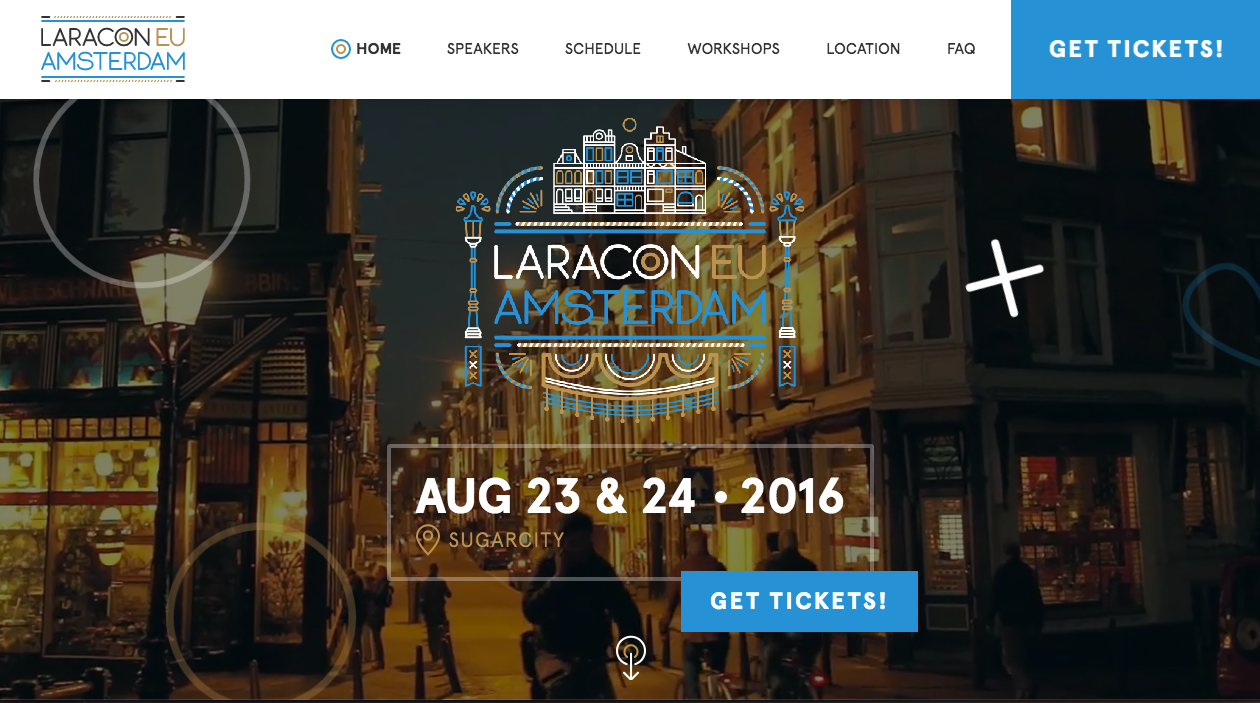 LARACON EU
AMSTERDAM
HOME
SPEAKERS
SCHEDULE
WORKSHOPS
LOCATION
FAQ
GET TICKETS!
LARACON EU
AMSTERDAM
AUG 23 & 24 • 2016
SUGARCITY
GET TICKETS!